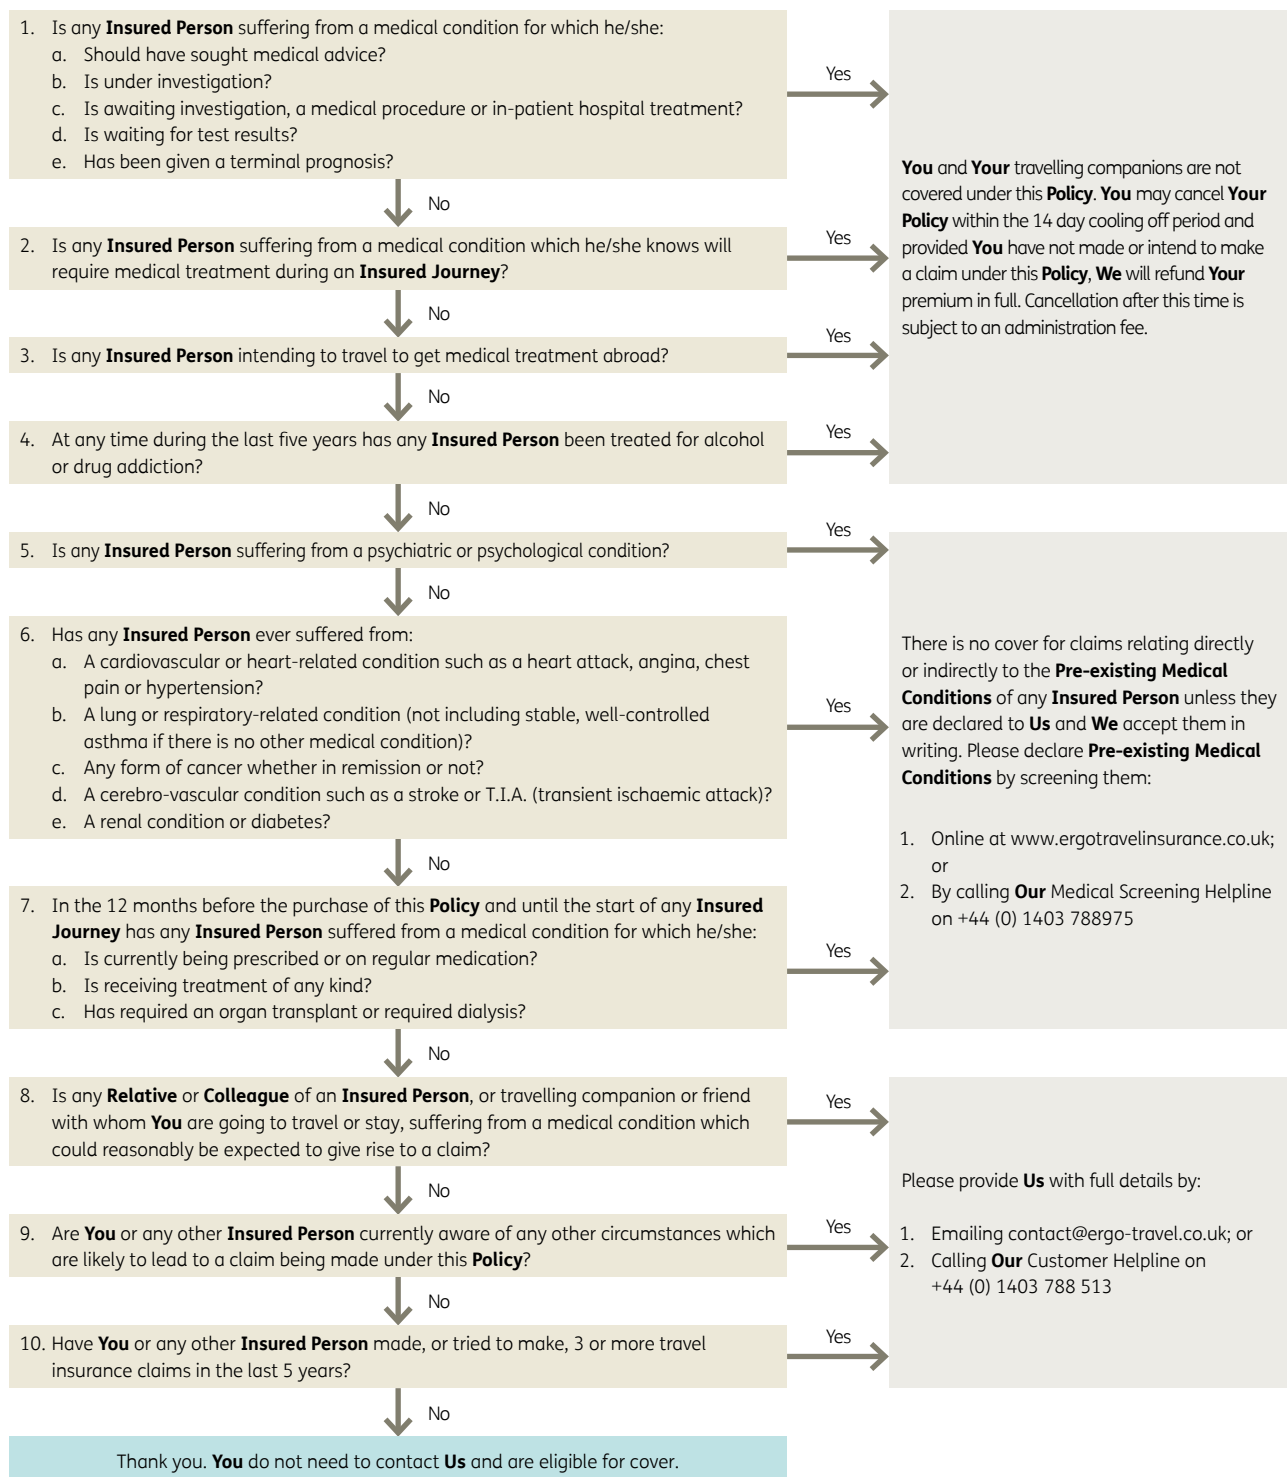 1. Is any Insured Person suffering from a medical condition for which he/she:
a. Should have sought medical advice?
b. Is under investigation?
c. Is awaiting investigation, a medical procedure or in-patient hospital treatment?
d. Is waiting for test results?
e. Has been given a terminal prognosis?
Yes
No
2. Is any Insured Person suffering from a medical condition which he/she knows will
require medical treatment during an Insured Journey?
Yes
No
3. Is any Insured Person intending to travel to get medical treatment abroad?
Yes
No
4. At any time during the last five years has any Insured Person been treated for alcohol
or drug addiction?
Yes
No
You and Your travelling companions are not
covered under this Policy. You may cancel Your
Policy within the 14 day cooling off period and
provided You have not made or intend to make
a claim under this Policy, We will refund Your
premium in full. Cancellation after this time is
subject to an administration fee.
5. Is any Insured Person suffering from a psychiatric or psychological condition?
Yes
No
6. Has any Insured Person ever suffered from:
a. A cardiovascular or heart-related condition such as a heart attack, angina, chest
pain or hypertension?
b. A lung or respiratory-related condition (not including stable, well-controlled
asthma if there is no other medical condition)?
c. Any form of cancer whether in remission or not?
d. A cerebro-vascular condition such as a stroke or T.I.A. (transient ischaemic attack)?
e. A renal condition or diabetes?
Yes
No
7. In the 12 months before the purchase of this Policy and until the start of any Insured
Journey has any Insured Person suffered from a medical condition for which he/she:
a. Is currently being prescribed or on regular medication?
b. Is receiving treatment of any kind?
c. Has required an organ transplant or required dialysis?
Yes
No
There is no cover for claims relating directly
or indirectly to the Pre-existing Medical
Conditions of any Insured Person unless they
are declared to Us and We accept them in
writing. Please declare Pre-existing Medical
Conditions by screening them:
1. Online at www.ergotravelinsurance.co.uk;
or
2. By calling Our Medical Screening Helpline
on +44 (0) 1403 788975
8. Is any Relative or Colleague of an Insured Person, or travelling companion or friend
with whom You are going to travel or stay, suffering from a medical condition which
could reasonably be expected to give rise to a claim?
Yes
No
9. Are You or any other Insured Person currently aware of any other circumstances which
are likely to lead to a claim being made under this Policy?
Yes
No
10. Have You or any other Insured Person made, or tried to make, 3 or more travel
insurance claims in the last 5 years?
Yes
No
Please provide Us with full details by:
1. Emailing contact@ergo-travel.co.uk; or
2. Calling Our Customer Helpline on
+44 (0) 1403 788 513
Thank you. You do not need to contact Us and are eligible for cover.